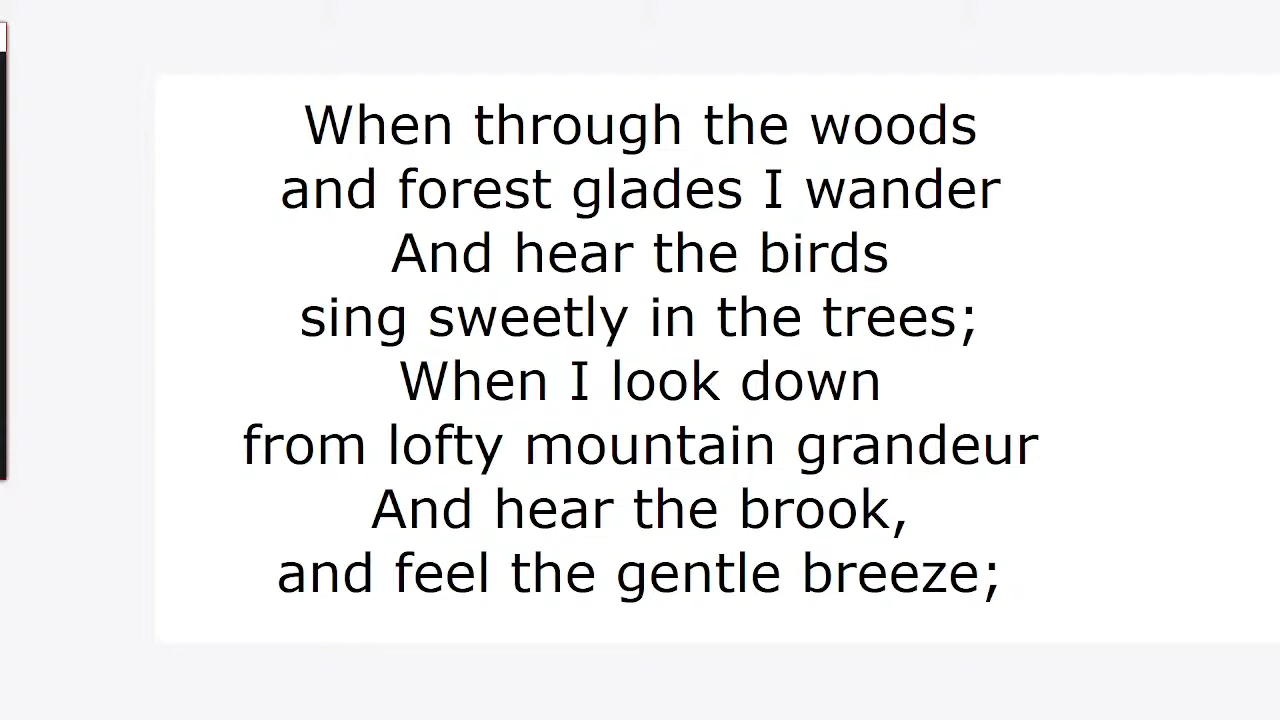 When through the woods
and forest glades I wander
And hear the birds
sing sweetly in the trees;
When I look down
from lofty mountain grandeur
And hear the brook,
and feel the gentle breeze;